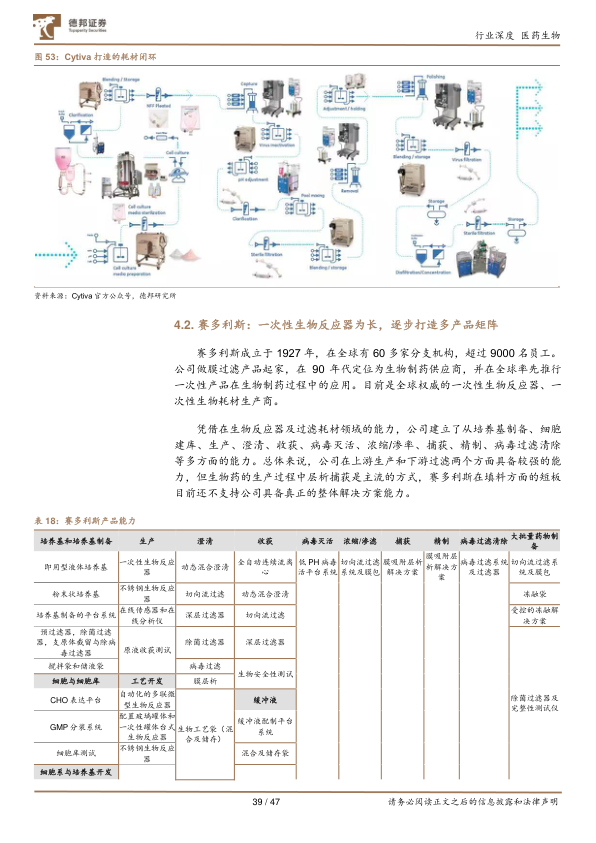 德邦证券
Topsperity Securities
行业深度 医药生物
图 53：Cytiva 打造的耗材闭环
Blending / Storage
NFF Flushed
Clarification
Cell culture
Cell culture
media sterilization
Cell culture
media preparation
Capture
Virus inactivation
pH adjustment
Clarification
Post mixing
Sterile filtration
Blending / storage
Adjustment / holding
Removal
Polishing
Blending / storage
Virus filtration
Storage
Storage
Sterile filtration
Diafiltration/Concentration
资料来源：Cytiva 官方公众号，德邦研究所
4.2. 赛多利斯：一次性生物反应器为长，逐步打造多产品矩阵
赛多利斯成立于 1927 年，在全球有 60 多家分支机构，超过 9000 名员工。
公司做膜过滤产品起家，在 90 年代定位为生物制药供应商，并在全球率先推行
一次性产品在生物制药过程中的应用。目前是全球权威的一次性生物反应器、一
次性生物耗材生产商。
凭借在生物反应器及过滤耗材领域的能力，公司建立了从培养基制备、细胞
建库、生产、澄清、收获、病毒灭活、浓缩/渗率、捕获、精制、病毒过滤清除
等多方面的能力。总体来说，公司在上游生产和下游过滤两个方面具备较强的能
力，但生物药的生产过程中层析捕获是主流的方式，赛多利斯在填料方面的短板
目前还不支持公司具备真正的整体解决方案能力。
表 18：赛多利斯产品能力
培养基和培养基制备 生产 澄清 收获 病毒灭活 浓缩/渗滤 捕获 精制 病毒过滤清除 大批量药物制备
即用型液体培养基 一次性生物反应器 动态混合澄清 全自动连续流离心 低 PH 病毒灭活平台系统 切向流过滤系统及膜包 膜吸附层析解决方案 膜吸附层析解决方案 病毒过滤系统及过滤器 切向流过滤系统及膜包
粉末状培养基 不锈钢生物反应器 切向流过滤 动态混合澄清 冻融袋
培养基制备的平台系统 在线传感器和在线分析仪 深层过滤器 切向流过滤 受控的冻融解决方案
预过滤器，除菌过滤器，支原体截留与除病毒过滤器 原液收获测试 除菌过滤器 深层过滤器
搅拌袋和储液袋 病毒过滤 生物安全性测试
细胞与细胞库 工艺开发 膜层析
CHO 表达平台 自动化的多联微型生物反应器 生物工艺袋（混合及储存） 缓冲液 除菌过滤器及完整性测试仪
GMP 分装系统 配置玻璃罐体和一次性罐体台式生物反应器 缓冲液配制平台系统
细胞库测试 不锈钢生物反应器 混合及储存袋
细胞系与培养基开发
39 / 47
请务必阅读正文之后的信息披露和法律声明